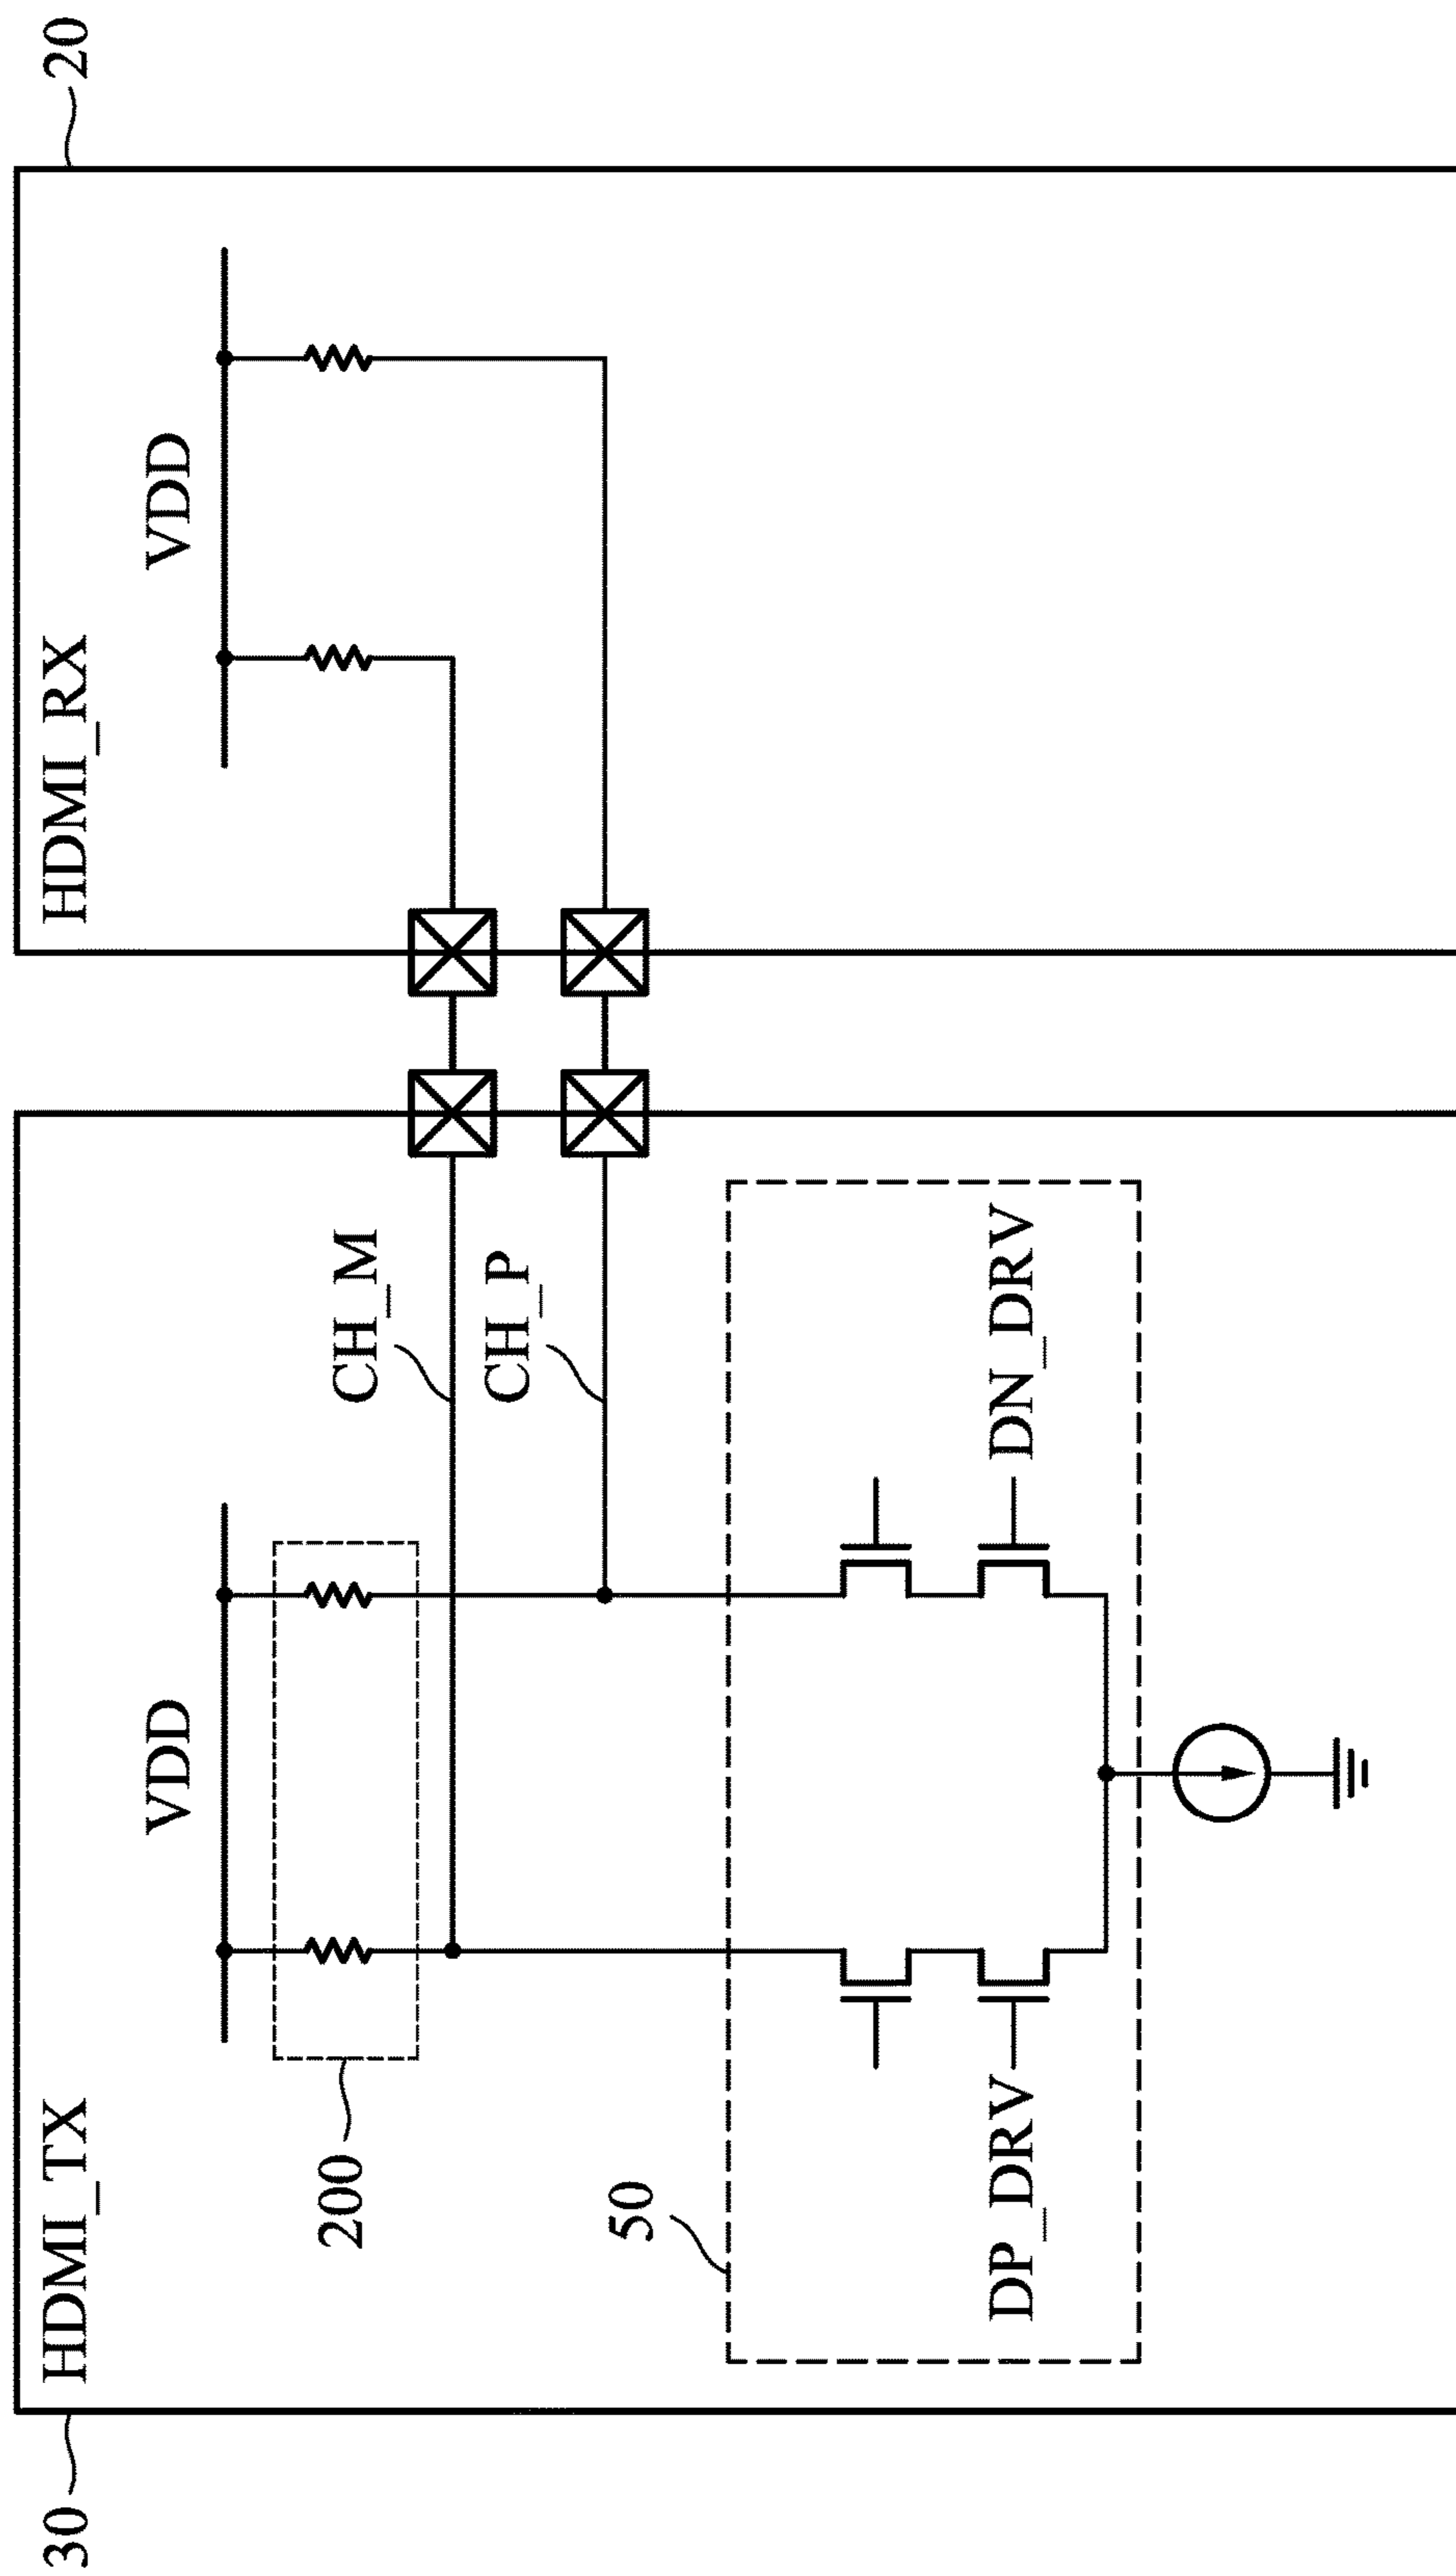 30
HDMI_TX
HDMI_RX
20
VDD
VDD
200
CH_M
CH_P
50
DP_DRV
DN_DRV